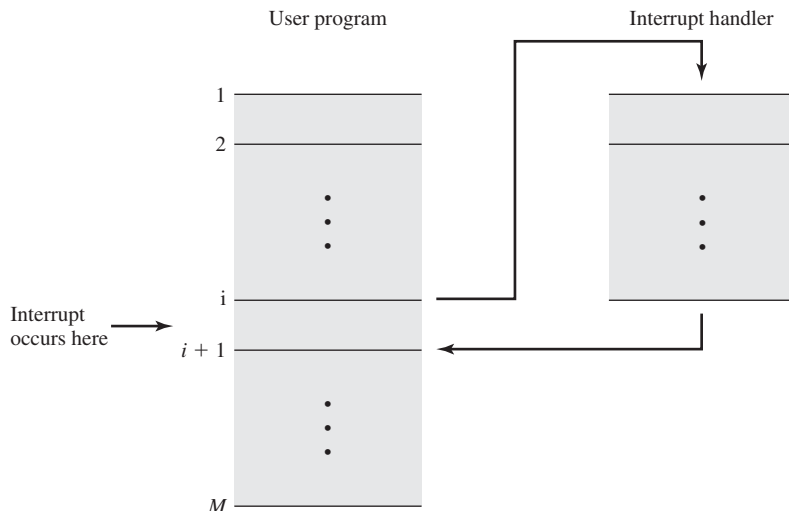 User program
Interrupt handler
1
2
i
Interrupt
occurs here
i + 1
M